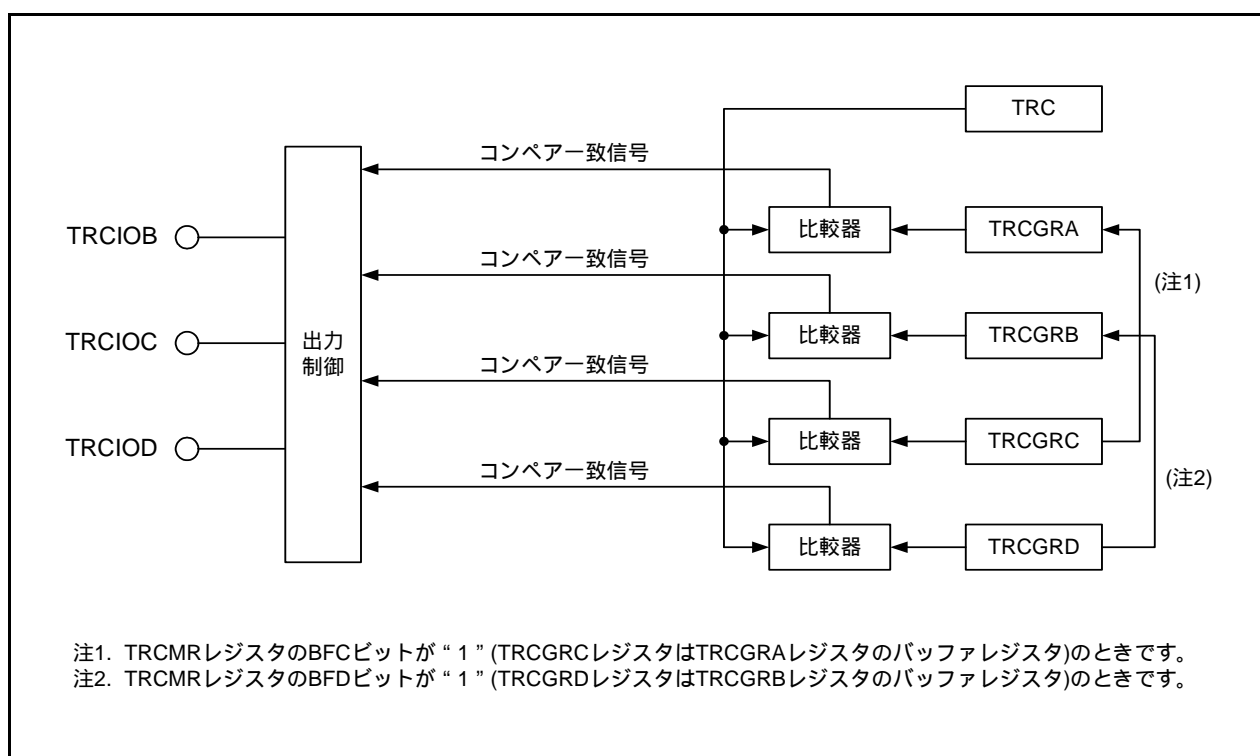 TRC
コンペア一致信号
TRCIOB
比較器
TRCGRA
コンペア一致信号
(注1)
TRCIOC
出力
制御
比較器
TRCGRB
コンペア一致信号
TRCIOD
比較器
TRCGRC
コンペア一致信号
(注2)
比較器
TRCGRD
注1. TRCMRレジスタのBFCビットが“1”(TRCGRCレジスタはTRCGRAレジスタのバッファレジスタ)のときです。
注2. TRCMRレジスタのBFDビットが“1”(TRCGRDレジスタはTRCGRBレジスタのバッファレジスタ)のときです。